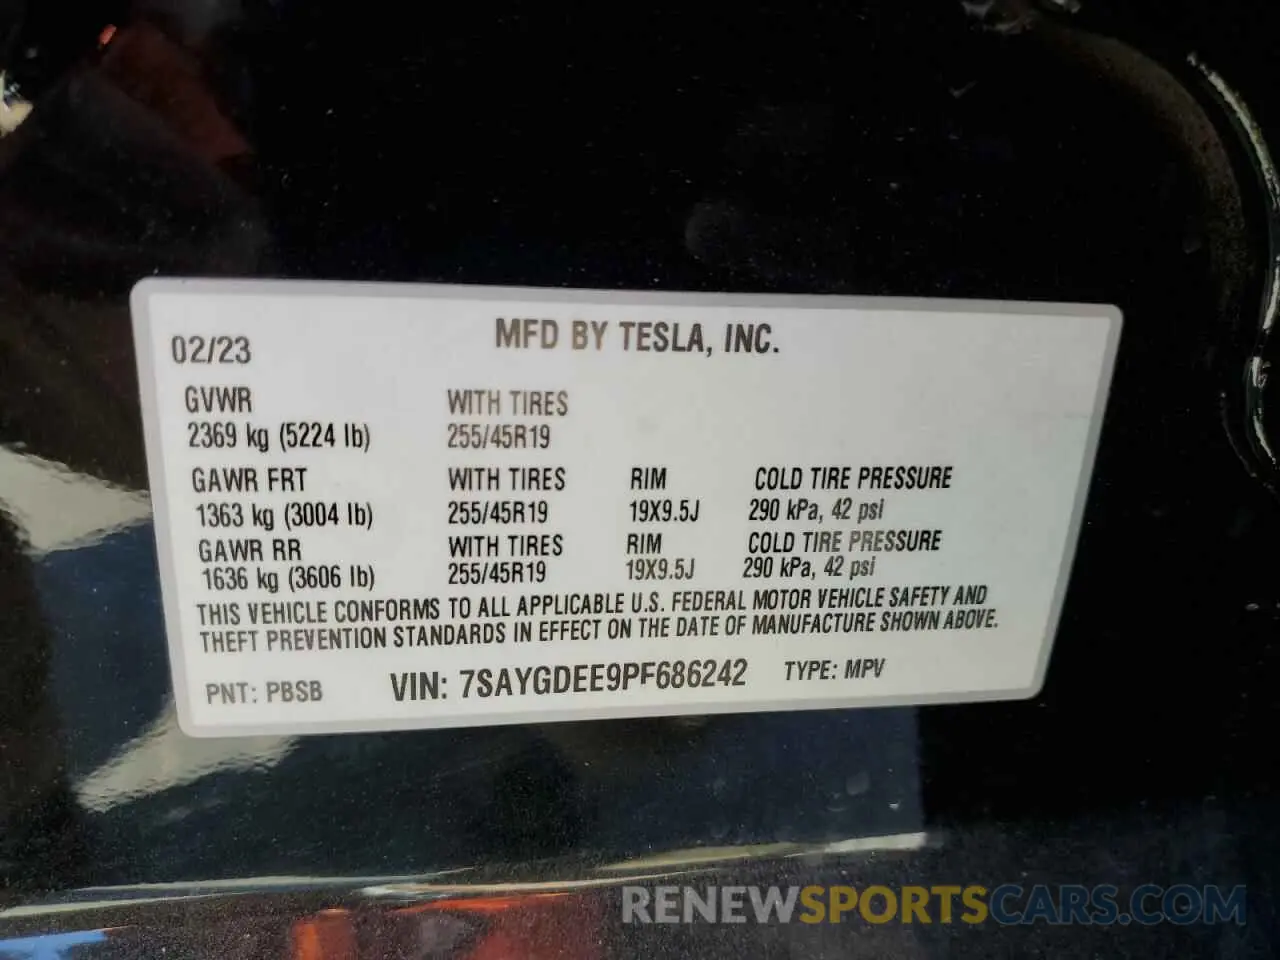 02/23 MFD BY TESLA, INC.
GVWR WITH TIRES
2369 kg (5224 lb) 255/45R19
GAWR FRT WITH TIRES RIM COLD TIRE PRESSURE
1363 kg (3004 lb) 255/45R19 19X9.5J 290 kPa, 42 psi
GAWR RR WITH TIRES RIM COLD TIRE PRESSURE
1636 kg (3606 lb) 255/45R19 19X9.5J 290 kPa, 42 psi
THIS VEHICLE CONFORMS TO ALL APPLICABLE U.S. FEDERAL MOTOR VEHICLE SAFETY AND
THEFT PREVENTION STANDARDS IN EFFECT ON THE DATE OF MANUFACTURE SHOWN ABOVE.
PNT: PBSB VIN: 7SAYGDEE9PF686242 TYPE: MPV
RENEWSPORTSCARS.COM